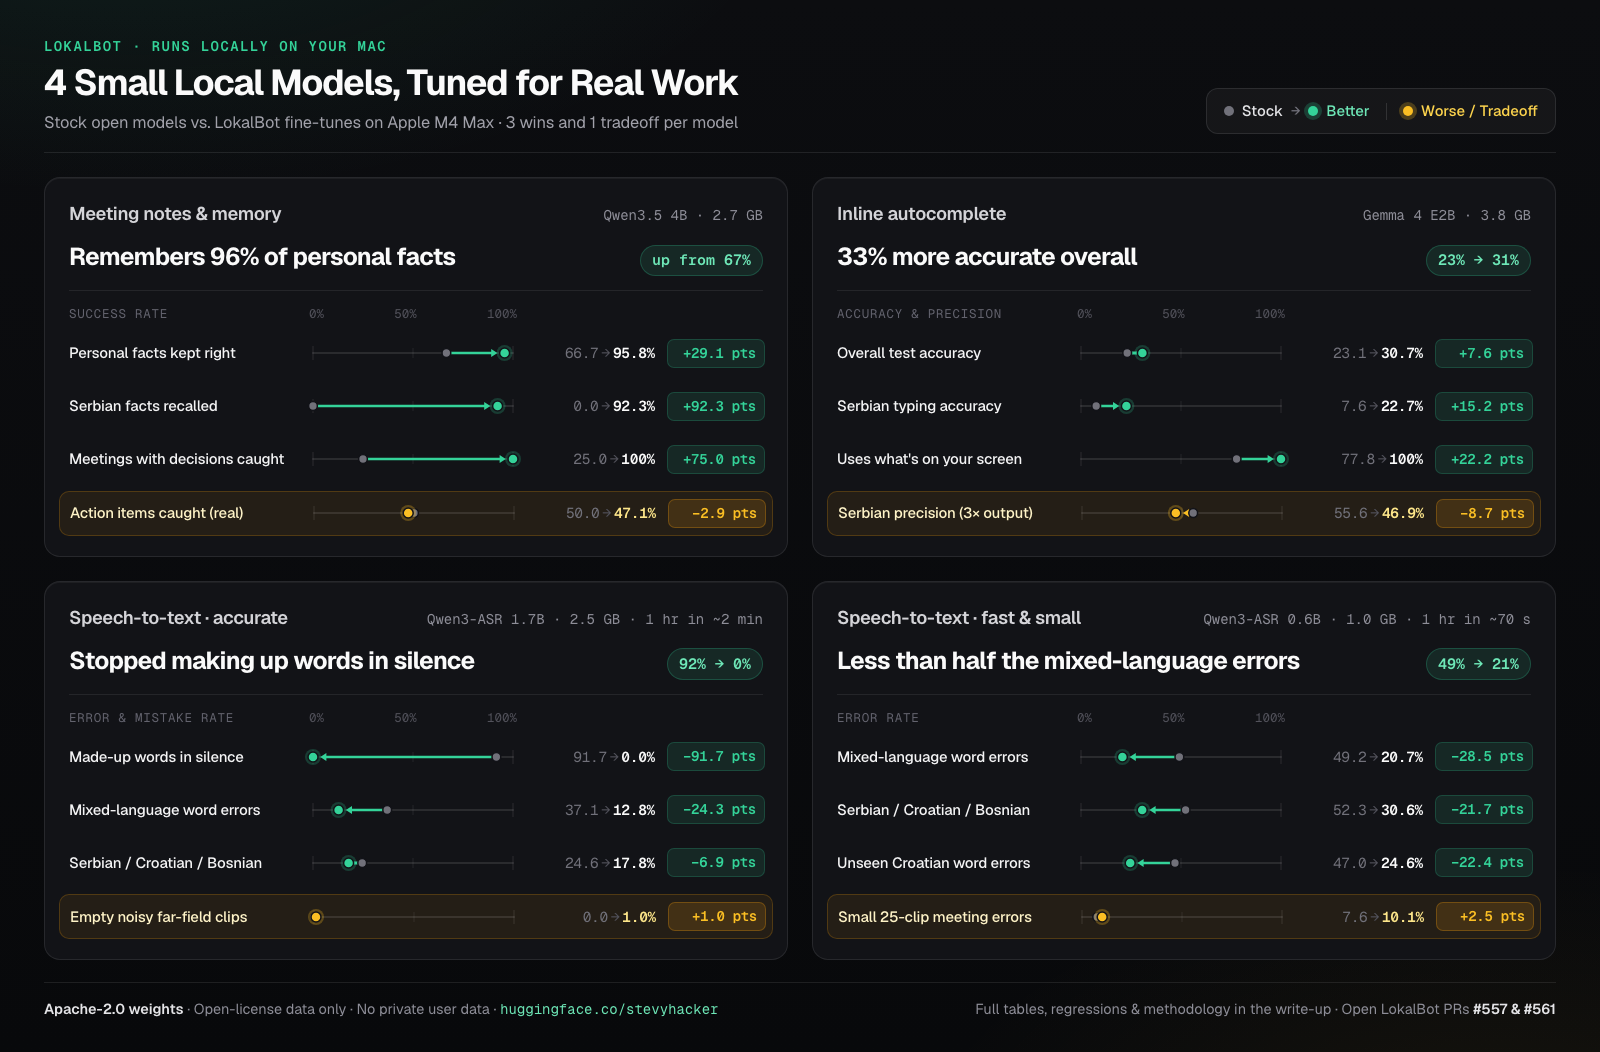 LOKALBOT · RUNS LOCALLY ON YOUR MAC
4 Small Local Models, Tuned for Real Work
Stock open models vs. LokalBot fine-tunes on Apple M4 Max · 3 wins and 1 tradeoff per model
Stock → Better | Worse / Tradeoff
Meeting notes & memory Qwen3.5 4B · 2.7 GB
Remembers 96% of personal facts up from 67%
SUCCESS RATE 0% 50% 100%
Personal facts kept right 66.7→95.8% +29.1 pts
Serbian facts recalled 0.0→92.3% +92.3 pts
Meetings with decisions caught 25.0→100% +75.0 pts
Action items caught (real) 50.0→47.1% −2.9 pts
Inline autocomplete Gemma 4 E2B · 3.8 GB
33% more accurate overall 23% → 31%
ACCURACY & PRECISION 0% 50% 100%
Overall test accuracy 23.1→30.7% +7.6 pts
Serbian typing accuracy 7.6→22.7% +15.2 pts
Uses what's on your screen 77.8→100% +22.2 pts
Serbian precision (3× output) 55.6→46.9% −8.7 pts
Speech-to-text · accurate Qwen3-ASR 1.7B · 2.5 GB · 1 hr in ~2 min
Stopped making up words in silence 92% → 0%
ERROR & MISTAKE RATE 0% 50% 100%
Made-up words in silence 91.7→0.0% −91.7 pts
Mixed-language word errors 37.1→12.8% −24.3 pts
Serbian / Croatian / Bosnian 24.6→17.8% −6.9 pts
Empty noisy far-field clips 0.0→1.0% +1.0 pts
Speech-to-text · fast & small Qwen3-ASR 0.6B · 1.0 GB · 1 hr in ~70 s
Less than half the mixed-language errors 49% → 21%
ERROR RATE 0% 50% 100%
Mixed-language word errors 49.2→20.7% −28.5 pts
Serbian / Croatian / Bosnian 52.3→30.6% −21.7 pts
Unseen Croatian word errors 47.0→24.6% −22.4 pts
Small 25-clip meeting errors 7.6→10.1% +2.5 pts
Apache-2.0 weights · Open-license data only · No private user data · huggingface.co/stevyhacker
Full tables, regressions & methodology in the write-up · Open LokalBot PRs #557 & #561